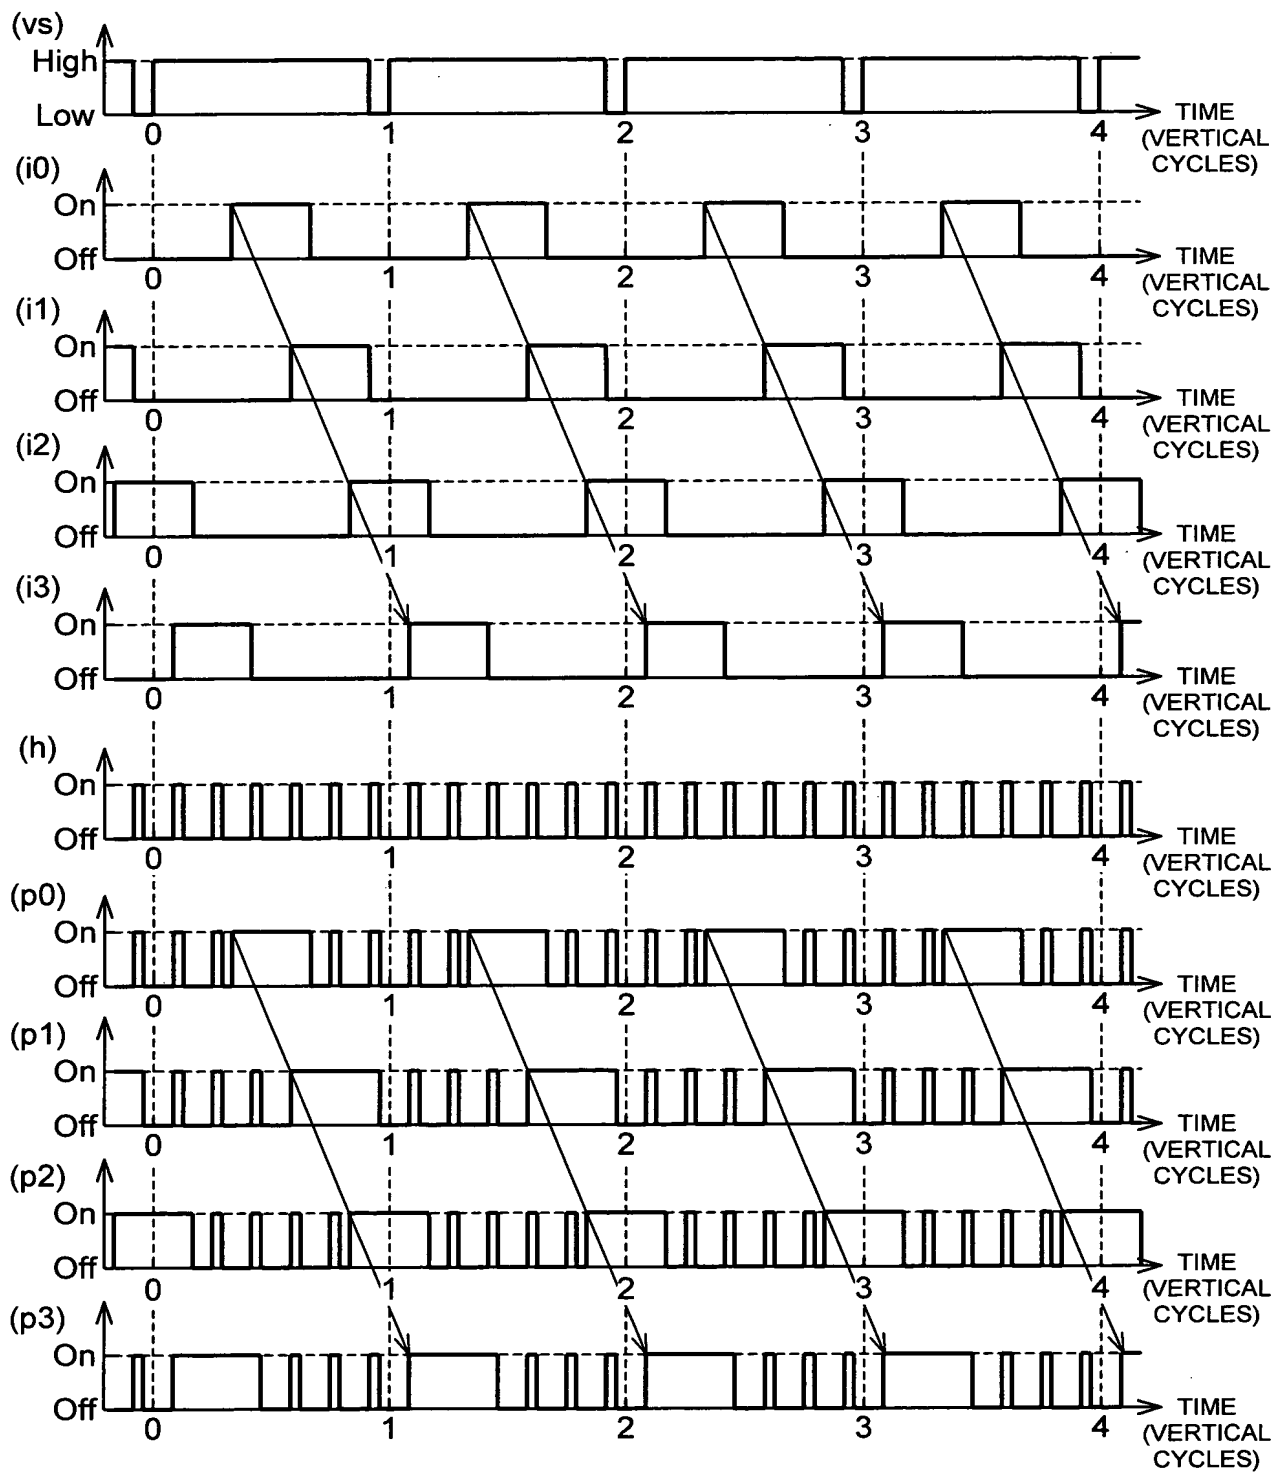 (vs)
High
Low
0 1 2 3 4
TIME
(VERTICAL
CYCLES)
(i0)
On
Off
0 1 2 3 4
TIME
(VERTICAL
CYCLES)
(i1)
On
Off
0 1 2 3 4
TIME
(VERTICAL
CYCLES)
(i2)
On
Off
0 1 2 3 4
TIME
(VERTICAL
CYCLES)
(i3)
On
Off
0 1 2 3 4
TIME
(VERTICAL
CYCLES)
(h)
On
Off
0 1 2 3 4
TIME
(VERTICAL
CYCLES)
(p0)
On
Off
0 1 2 3 4
TIME
(VERTICAL
CYCLES)
(p1)
On
Off
0 1 2 3 4
TIME
(VERTICAL
CYCLES)
(p2)
On
Off
0 1 2 3 4
TIME
(VERTICAL
CYCLES)
(p3)
On
Off
0 1 2 3 4
TIME
(VERTICAL
CYCLES)